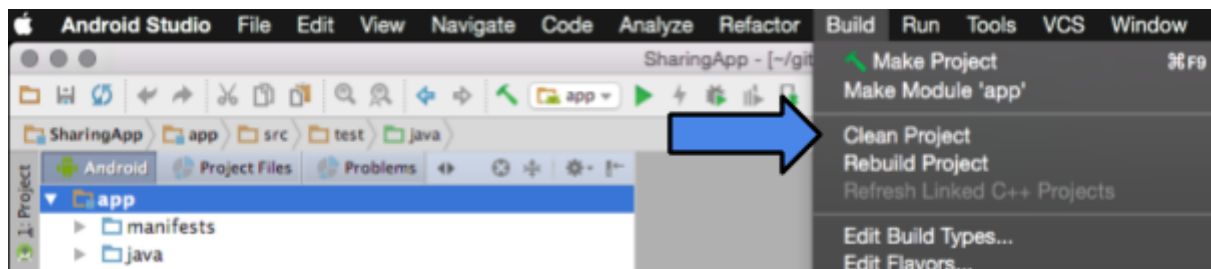 Android Studio File Edit View Navigate Code Analyze Refactor Build Run Tools VCS Window
SharingApp - [~/git
Make Project ⌘F9
Make Module 'app'
app
SharingApp app src test java
Clean Project
Rebuild Project
Refresh Linked C++ Projects
Edit Build Types...
Edit Flavors...
1: Project
Android Project Files Problems
app
manifests
java